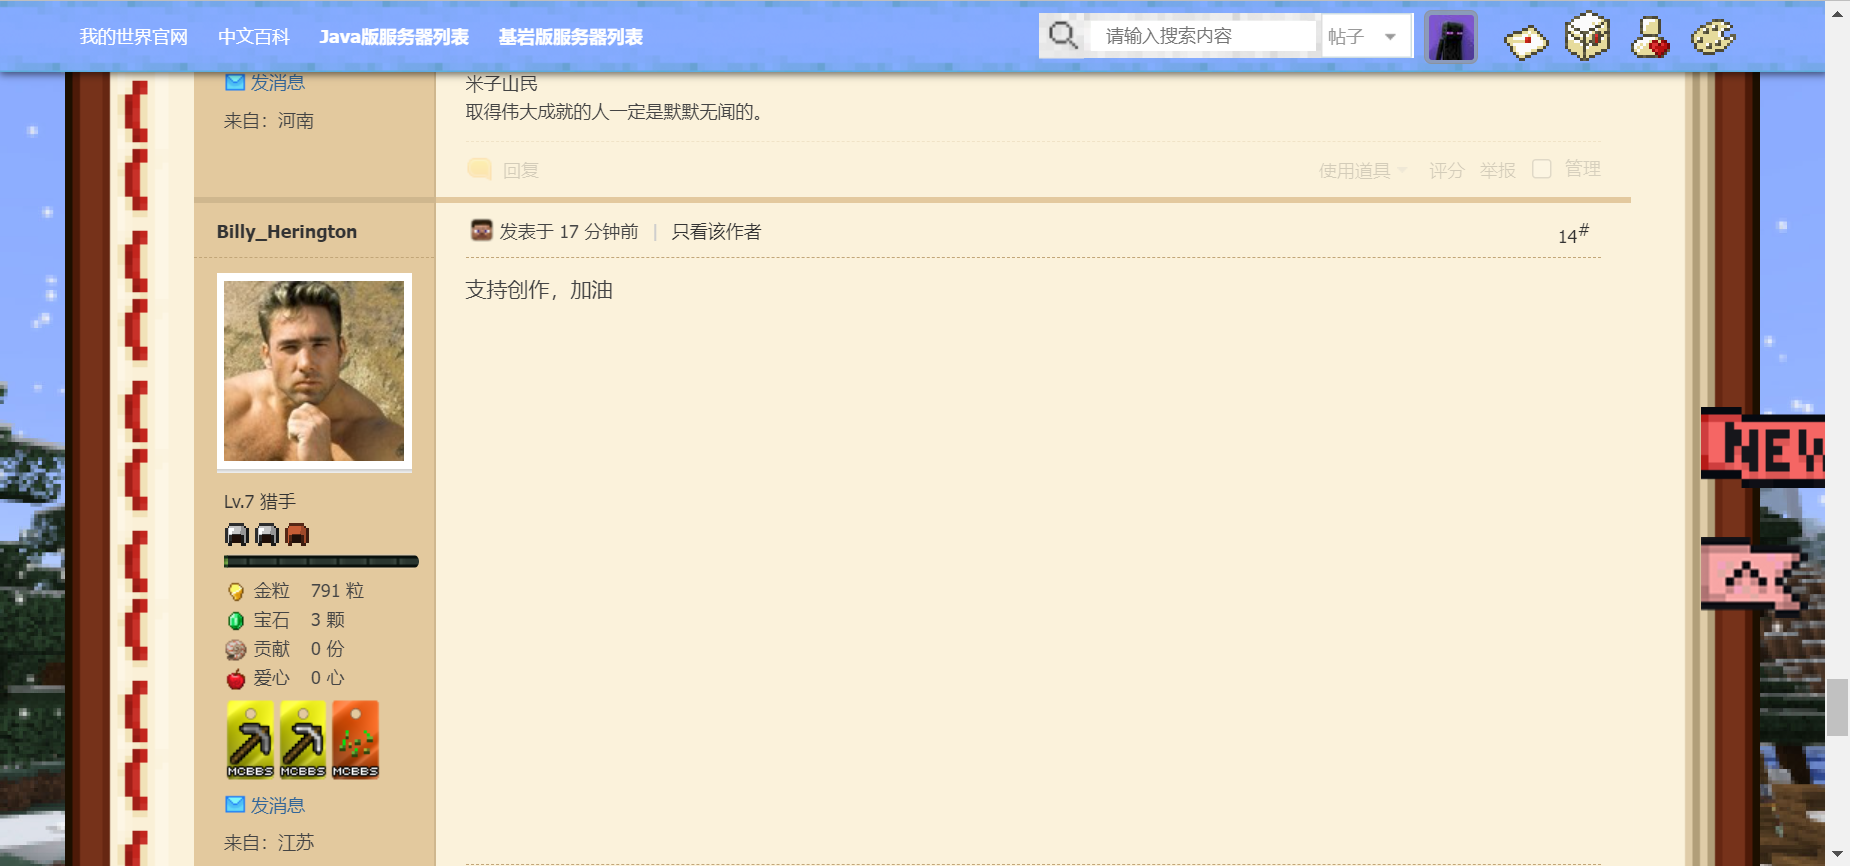 我的世界官网 中文百科 Java版服务器列表 基岩版服务器列表 请输入搜索内容 帖子
发消息
来自：河南
米子山民
取得伟大成就的人一定是默默无闻的。
回复 使用道具 评分 举报 管理
Billy_Herington
发表于 17 分钟前 | 只看该作者 14#
支持创作，加油
Lv.7 猎手
金粒 791 粒
宝石 3 颗
贡献 0 份
爱心 0 心
MCBBS MCBBS MCBBS
发消息
来自：江苏
NEW